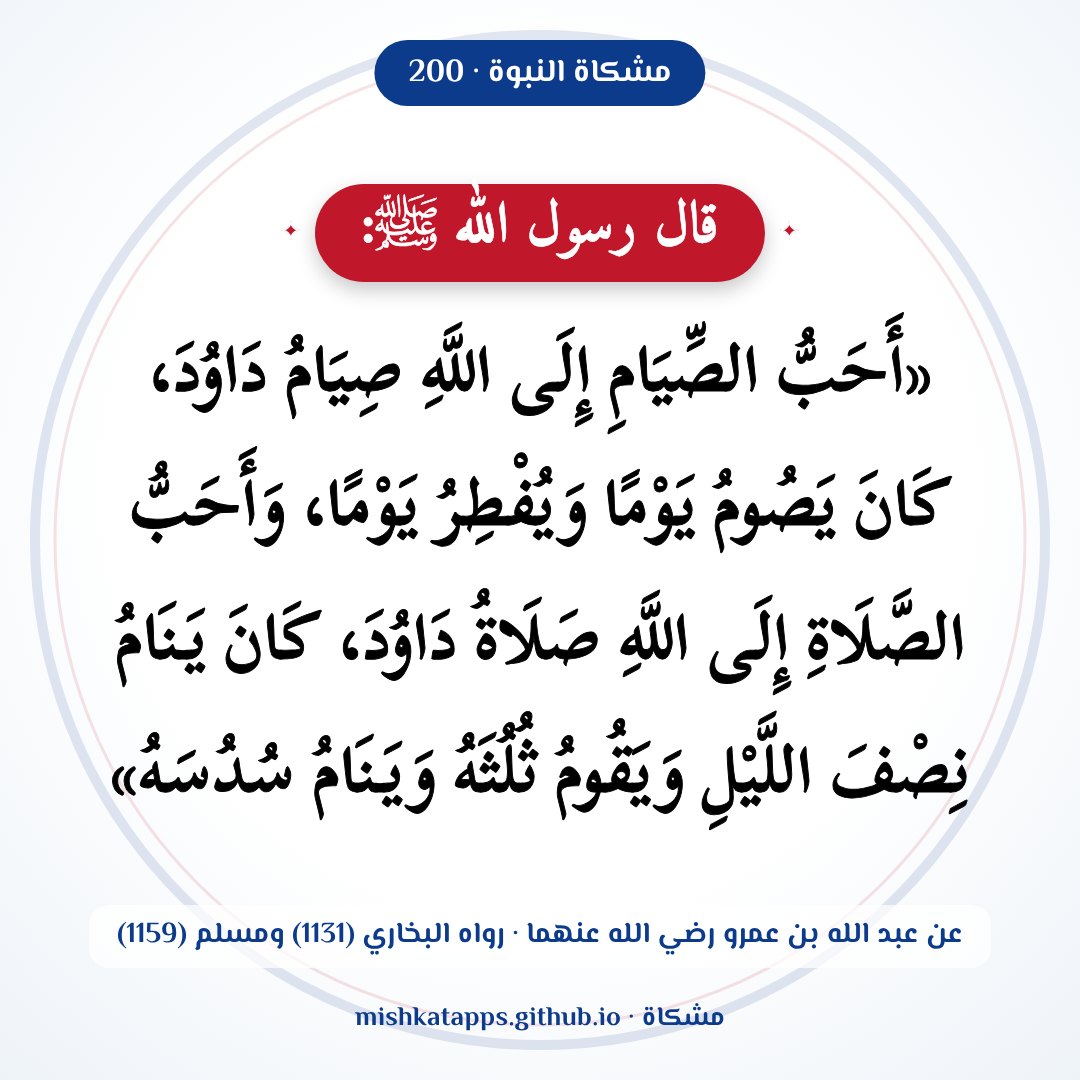 مشكاة النبوة · 200
قال رسول الله ﷺ:
«أَحَبُّ الصِّيَامِ إِلَى اللَّهِ صِيَامُ دَاوُدَ،
كَانَ يَصُومُ يَوْمًا وَيُفْطِرُ يَوْمًا، وَأَحَبُّ
الصَّلَاةِ إِلَى اللَّهِ صَلَاةُ دَاوُدَ، كَانَ يَنَامُ
نِصْفَ اللَّيْلِ وَيَقُومُ ثُلُثَهُ وَيَنَامُ سُدُسَهُ»
عن عبد الله بن عمرو رضي الله عنهما · رواه البخاري (1131) ومسلم (1159)
مشكاة · mishkatapps.github.io